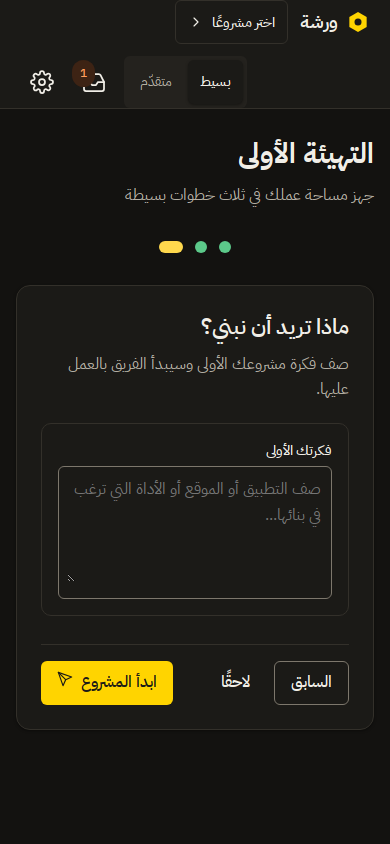 ورشة
اختر مشروعًا
بسيط
متقدّم
1
التهيئة الأولى
جهز مساحة عملك في ثلاث خطوات بسيطة
ماذا تريد أن نبني؟
صف فكرة مشروعك الأولى وسيبدأ الفريق بالعمل
عليها.
فكرتك الأولى
صف التطبيق أو الموقع أو الأداة التي ترغب
في بنائها...
السابق
لاحقًا
ابدأ المشروع